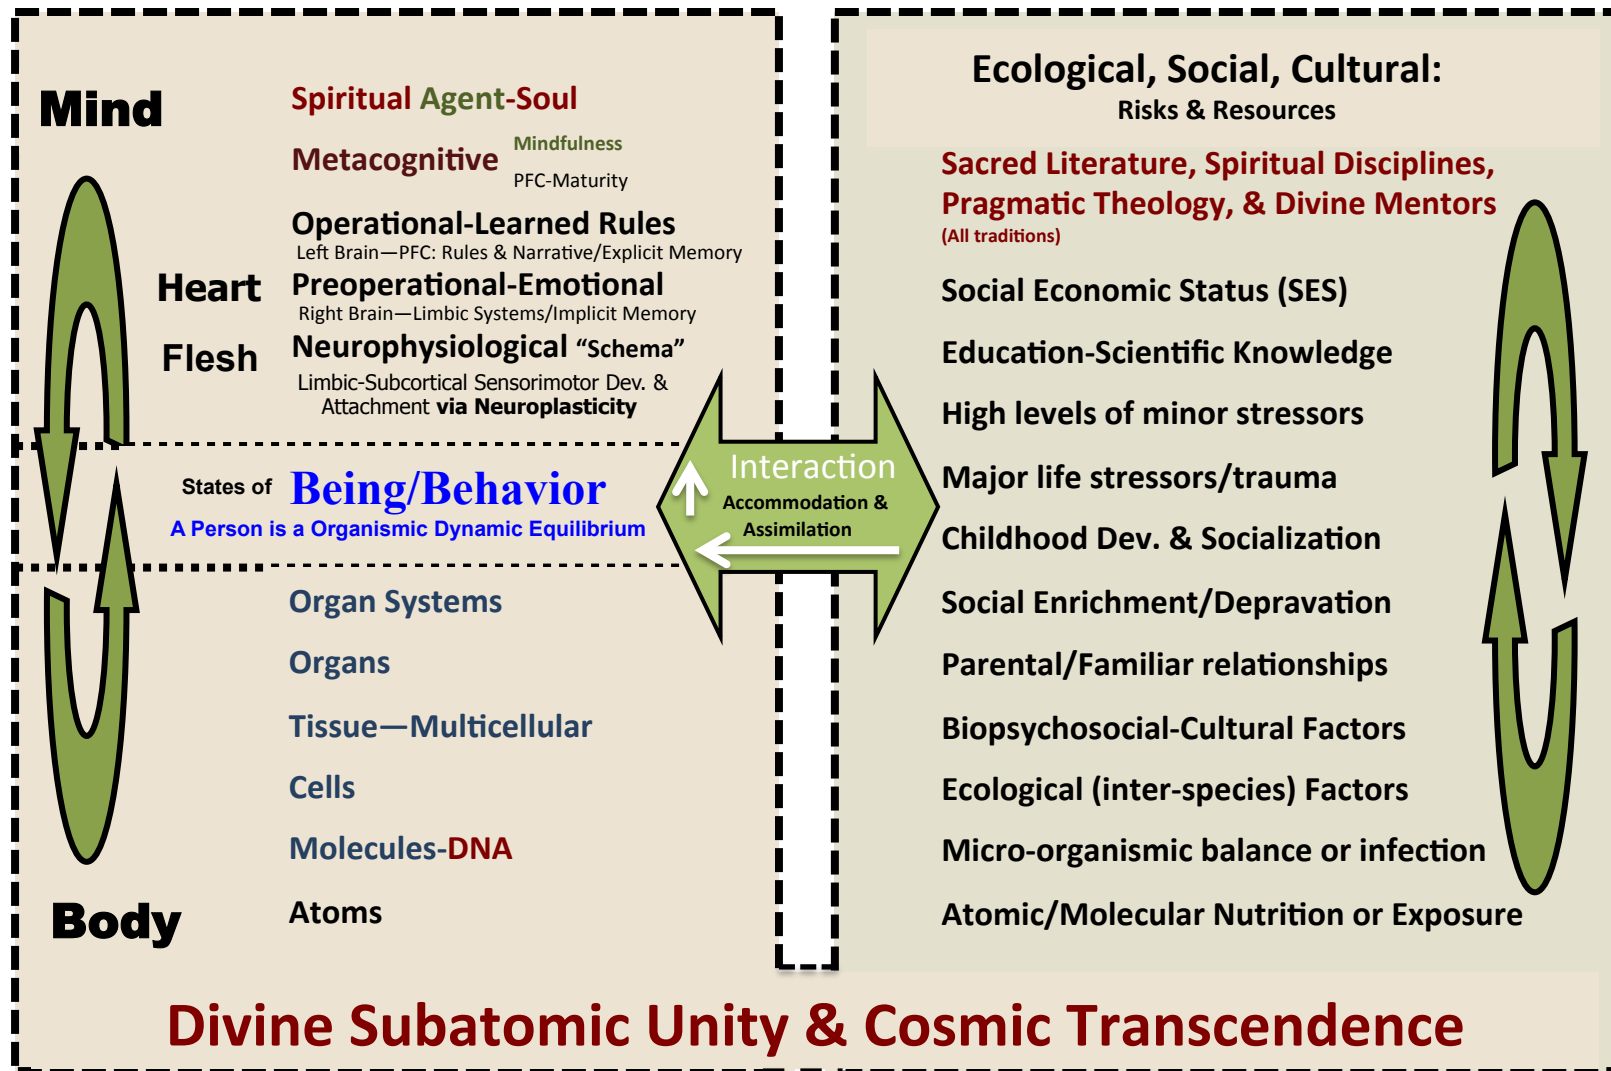 Mind
Spiritual Agent-Soul
Metacognitive Mindfulness
PFC-Maturity
Operational-Learned Rules
Left Brain—PFC: Rules & Narrative/Explicit Memory
Heart Preoperational-Emotional
Right Brain—Limbic Systems/Implicit Memory
Flesh Neurophysiological “Schema”
Limbic-Subcortical Sensorimotor Dev. &
Attachment via Neuroplasticity
States of Being/Behavior
A Person is a Organismic Dynamic Equilibrium
Organ Systems
Organs
Tissue—Multicellular
Cells
Molecules-DNA
Atoms
Body
Interaction
Accommodation &
Assimilation
Ecological, Social, Cultural:
Risks & Resources
Sacred Literature, Spiritual Disciplines,
Pragmatic Theology, & Divine Mentors
(All traditions)
Social Economic Status (SES)
Education-Scientific Knowledge
High levels of minor stressors
Major life stressors/trauma
Childhood Dev. & Socialization
Social Enrichment/Depravation
Parental/Familiar relationships
Biopsychosocial-Cultural Factors
Ecological (inter-species) Factors
Micro-organismic balance or infection
Atomic/Molecular Nutrition or Exposure
Divine Subatomic Unity & Cosmic Transcendence